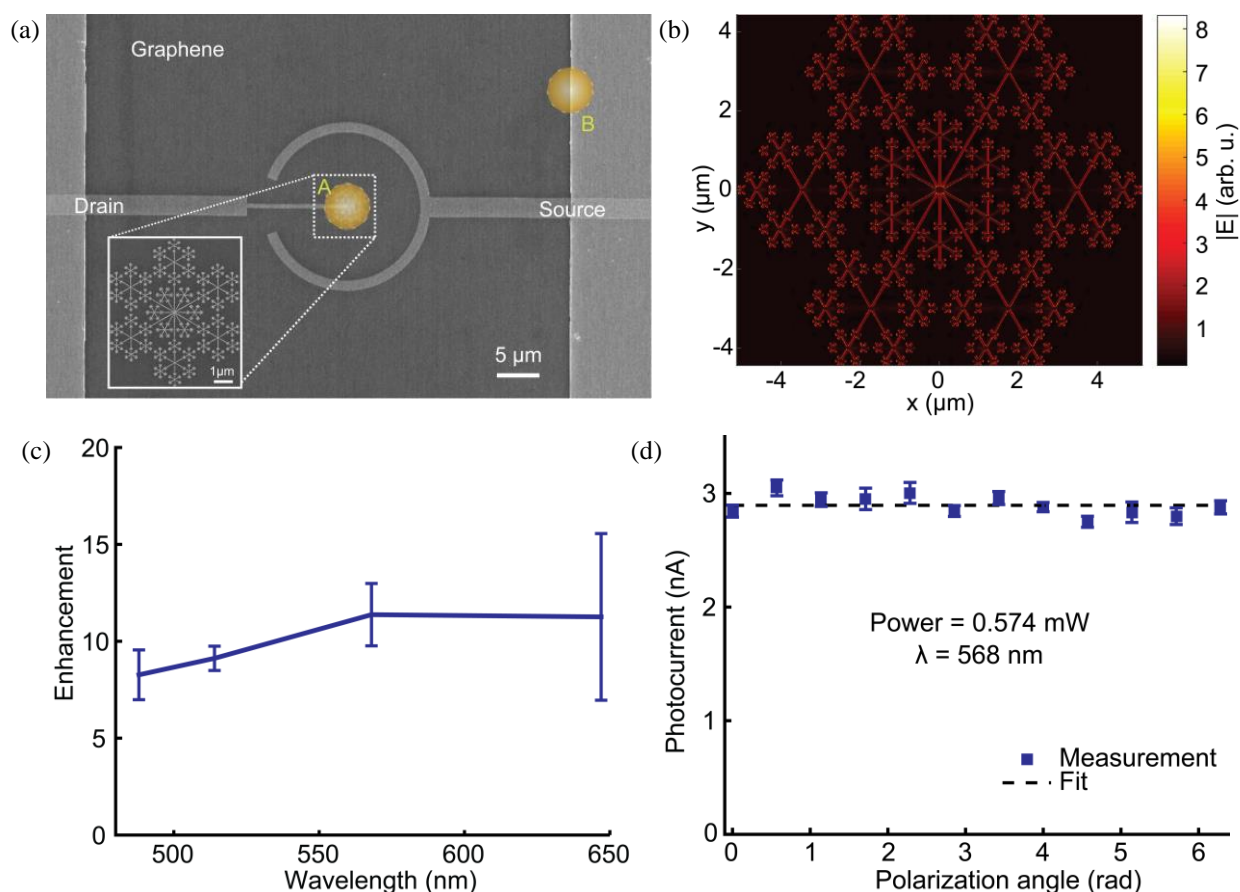 (a)
Graphene
A
B
Drain
Source
1μm
5 μm
(b)
y (μm)
4
2
0
-2
-4
-4
-2
0
2
4
x (μm)
8
7
6
5
4
3
2
1
|E| (arb. u.)
(c)
Enhancement
20
15
10
5
0
500
550
600
650
Wavelength (nm)
(d)
Photocurrent (nA)
3
2
1
0
Power = 0.574 mW
λ = 568 nm
Measurement
Fit
0
1
2
3
4
5
6
Polarization angle (rad)